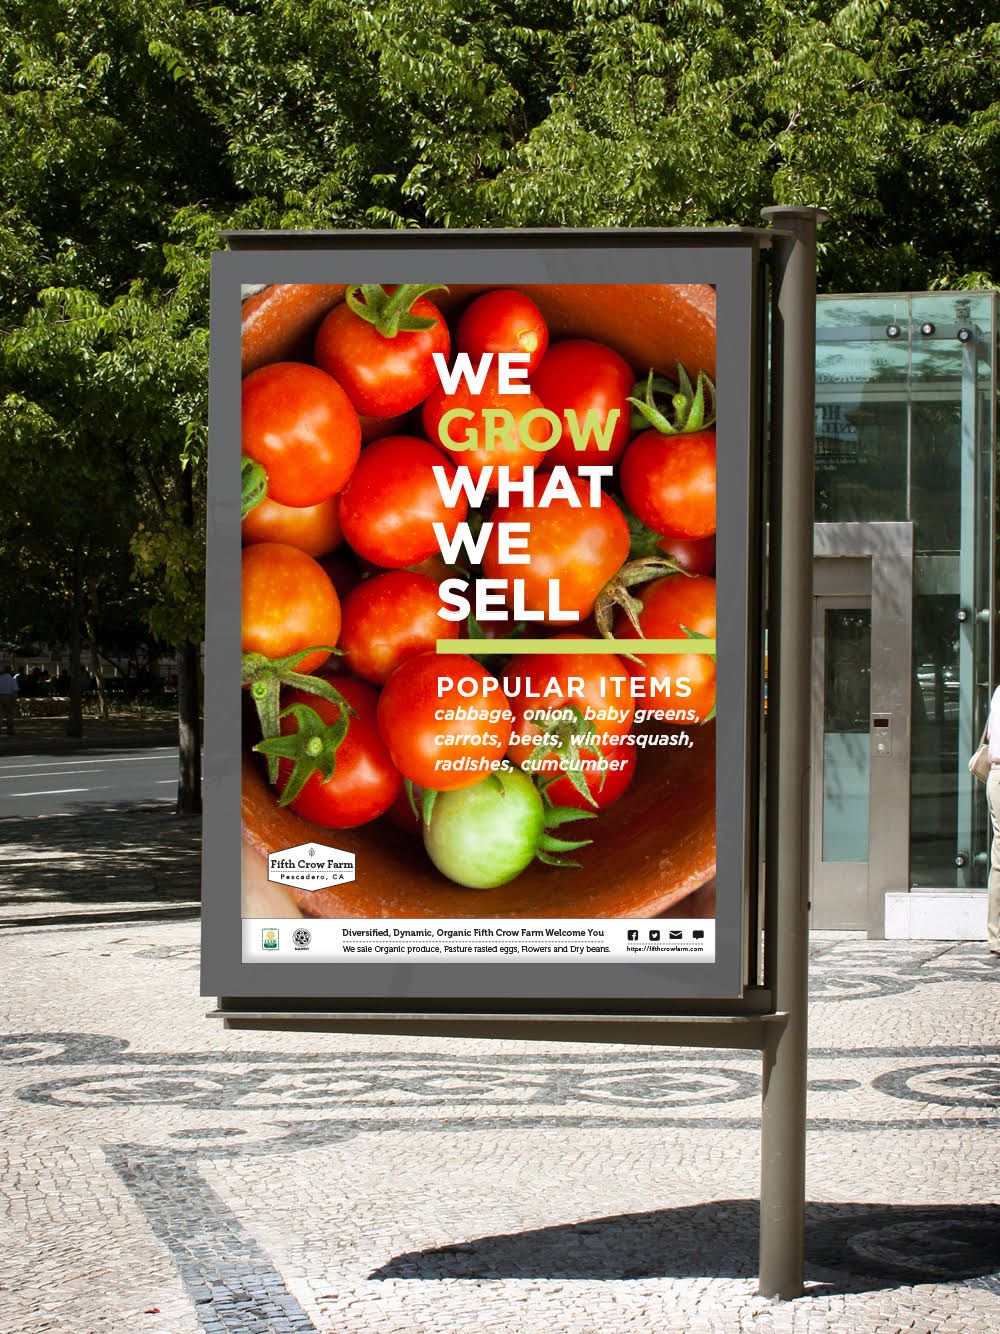 WE
GROW
WHAT
WE
SELL
POPULAR ITEMS
cabbage, onion, baby greens,
carrots, beets, wintersquash,
radishes, cumcumber
Fifth Crow Farm
Pescadero, CA
Diversified, Dynamic, Organic Fifth Crow Farm Welcome You
We sale Organic produce, Pasture rasied eggs, Flowers and Dry beans.
https://fifthcrowfarm.com